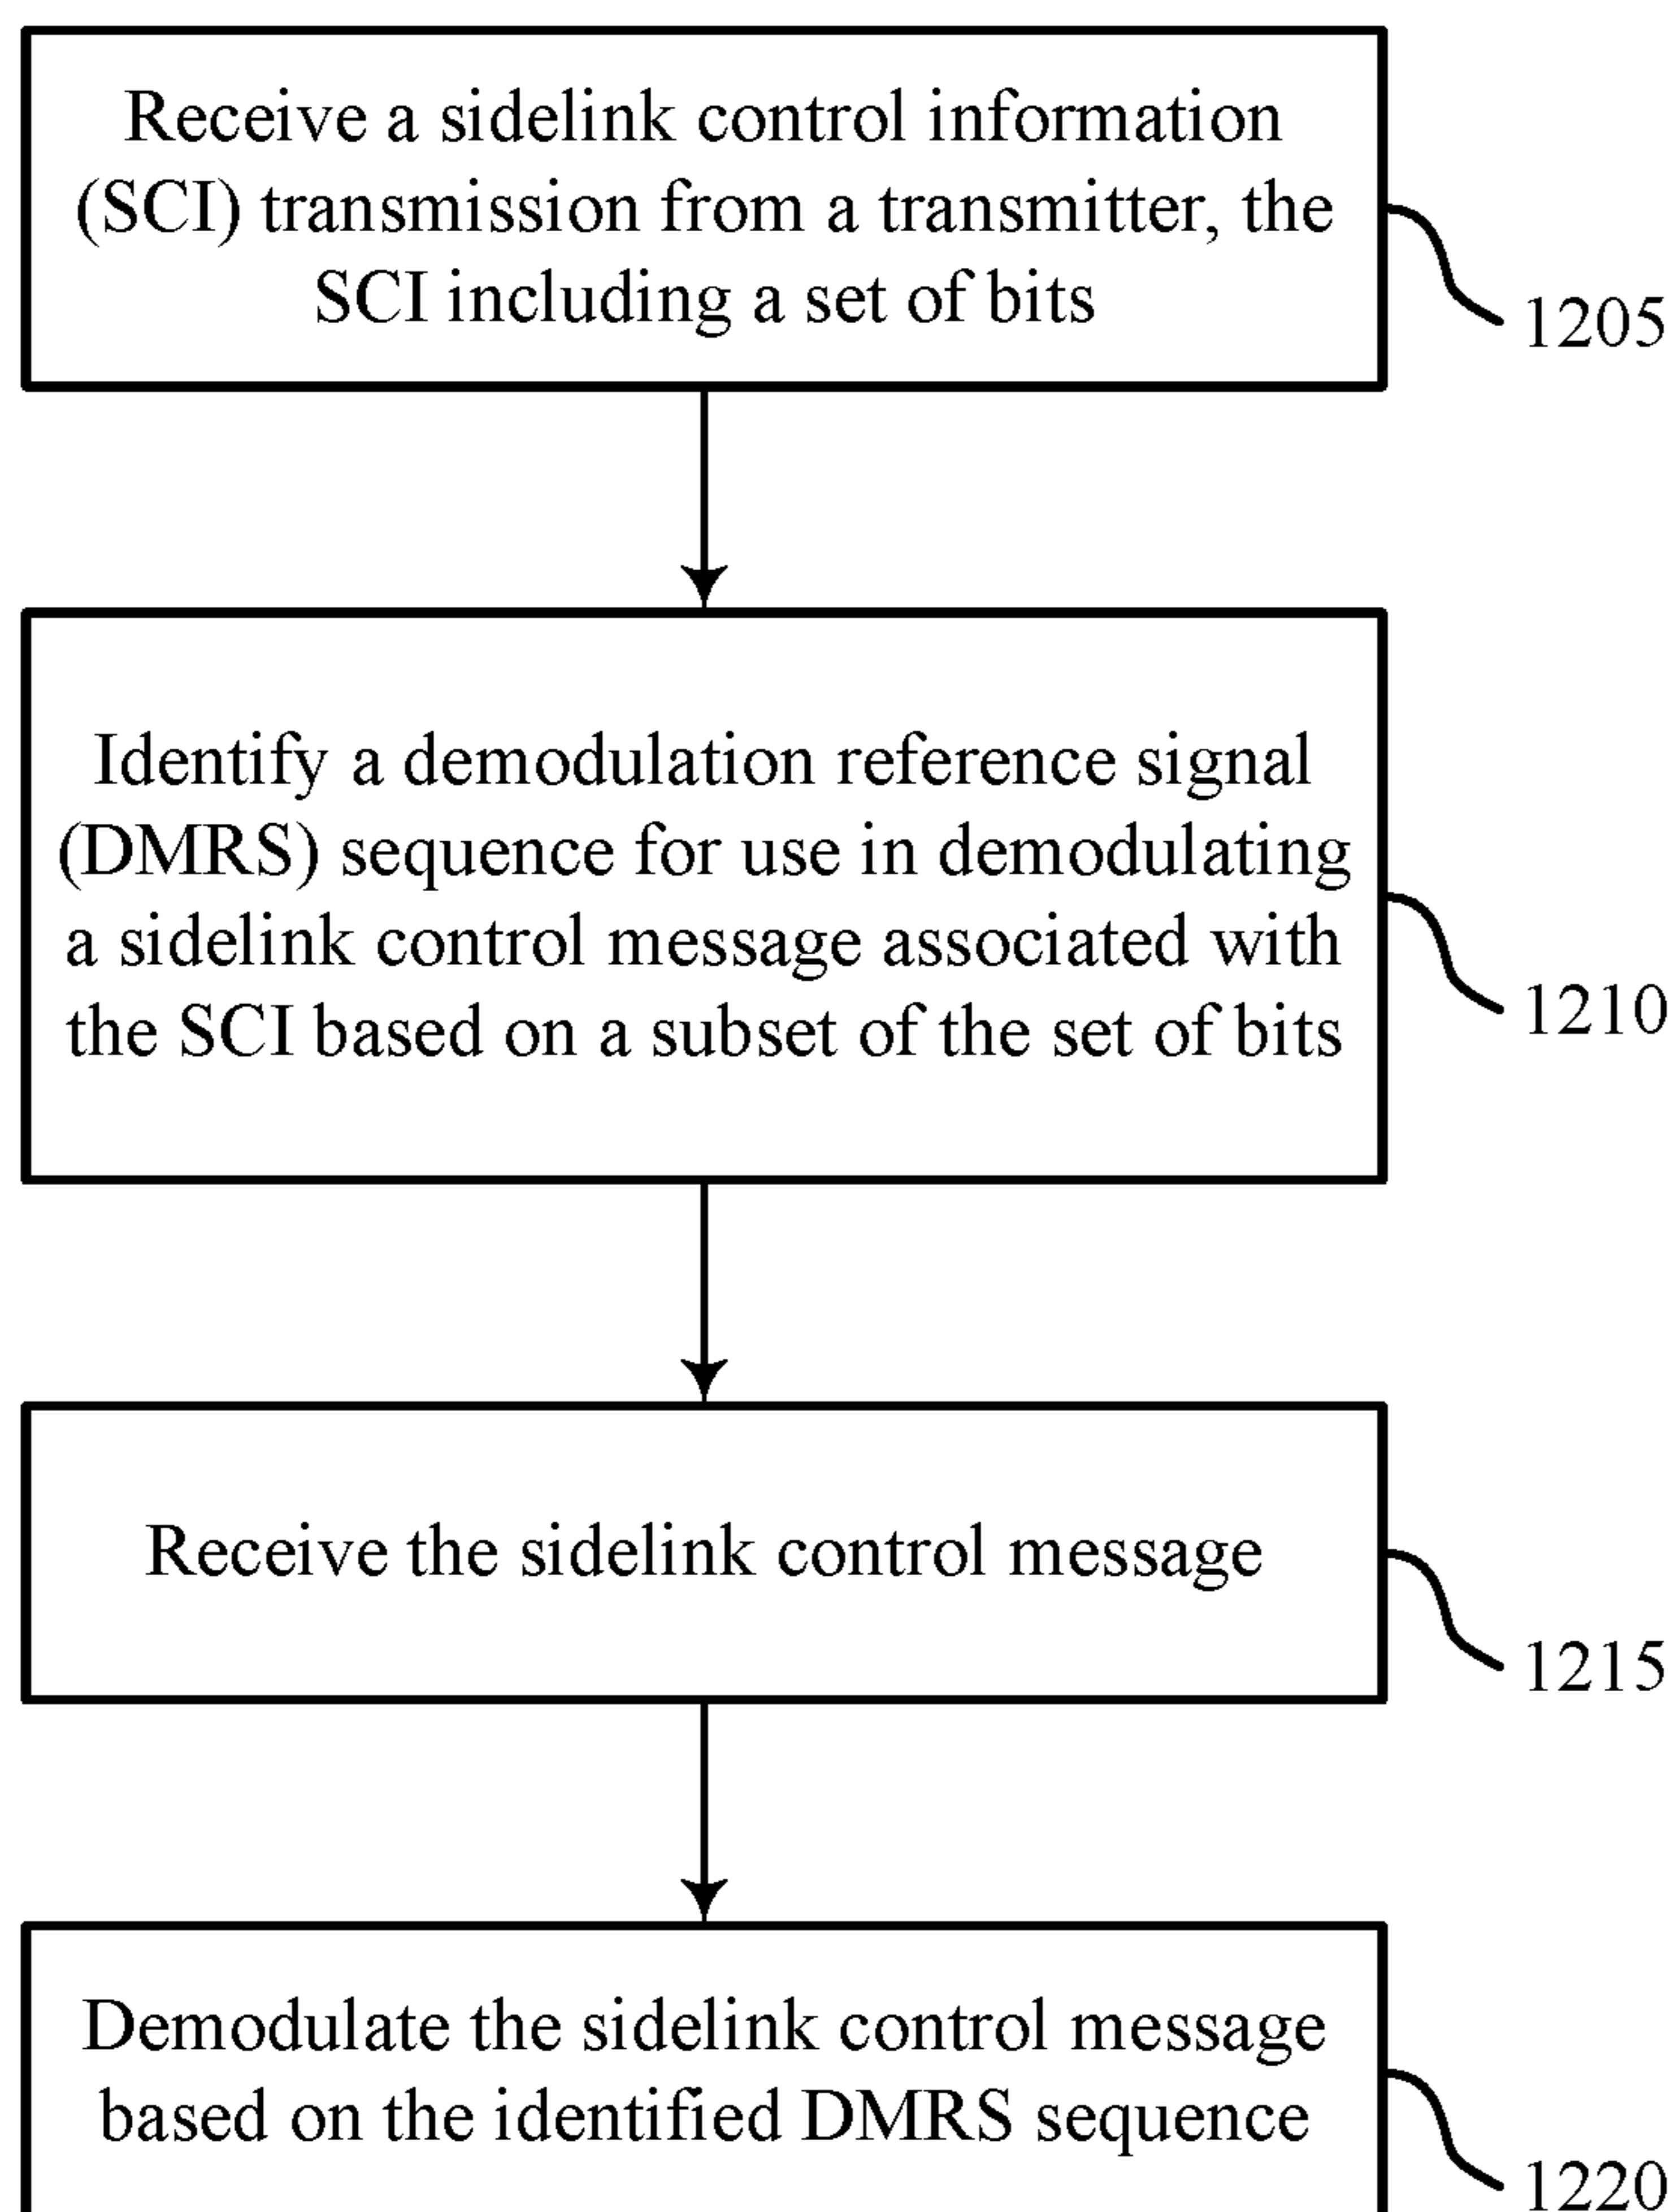 Receive a sidelink control information
(SCI) transmission from a transmitter, the
SCI including a set of bits
1205
Identify a demodulation reference signal
(DMRS) sequence for use in demodulating
a sidelink control message associated with
the SCI based on a subset of the set of bits
1210
Receive the sidelink control message
1215
Demodulate the sidelink control message
based on the identified DMRS sequence
1220